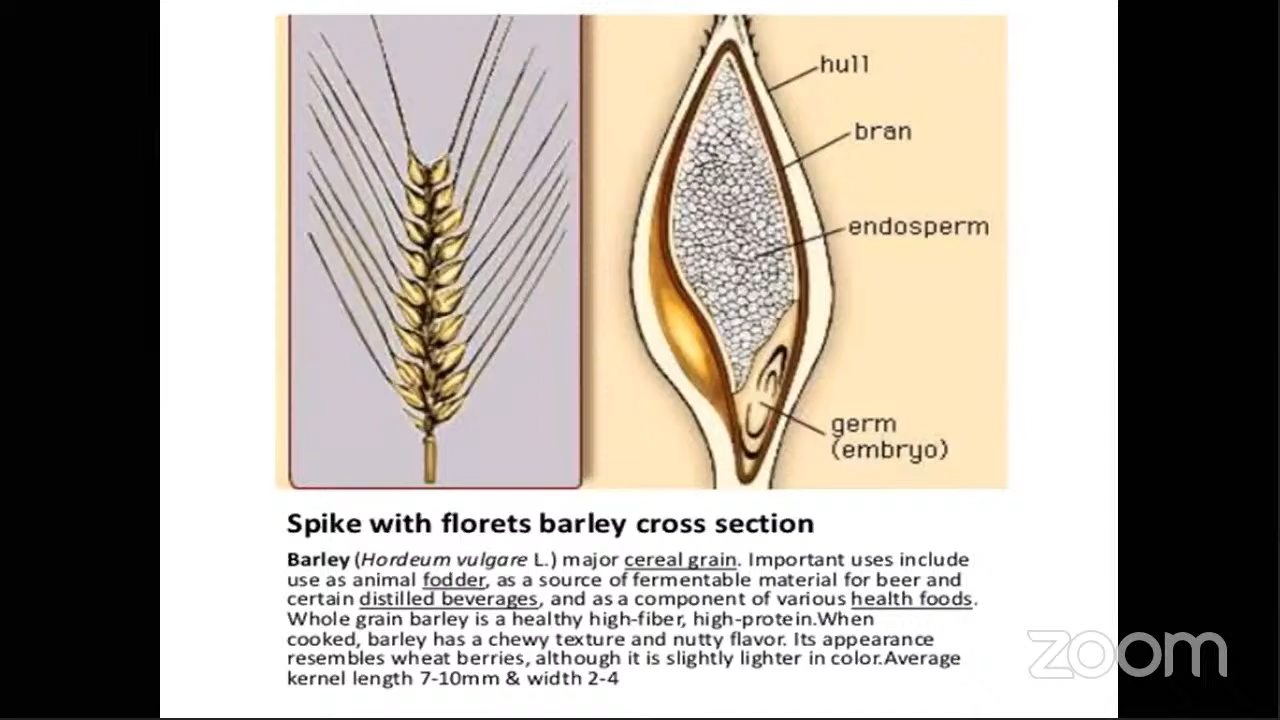 hull
bran
endosperm
germ
(embryo)
Spike with florets barley cross section
Barley (Hordeum vulgare L.) major cereal grain. Important uses include
use as animal fodder, as a source of fermentable material for beer and
certain distilled beverages, and as a component of various health foods.
Whole grain barley is a healthy high-fiber, high-protein.When
cooked, barley has a chewy texture and nutty flavor. Its appearance
resembles wheat berries, although it is slightly lighter in color.Average
kernel length 7-10mm & width 2-4
zoom